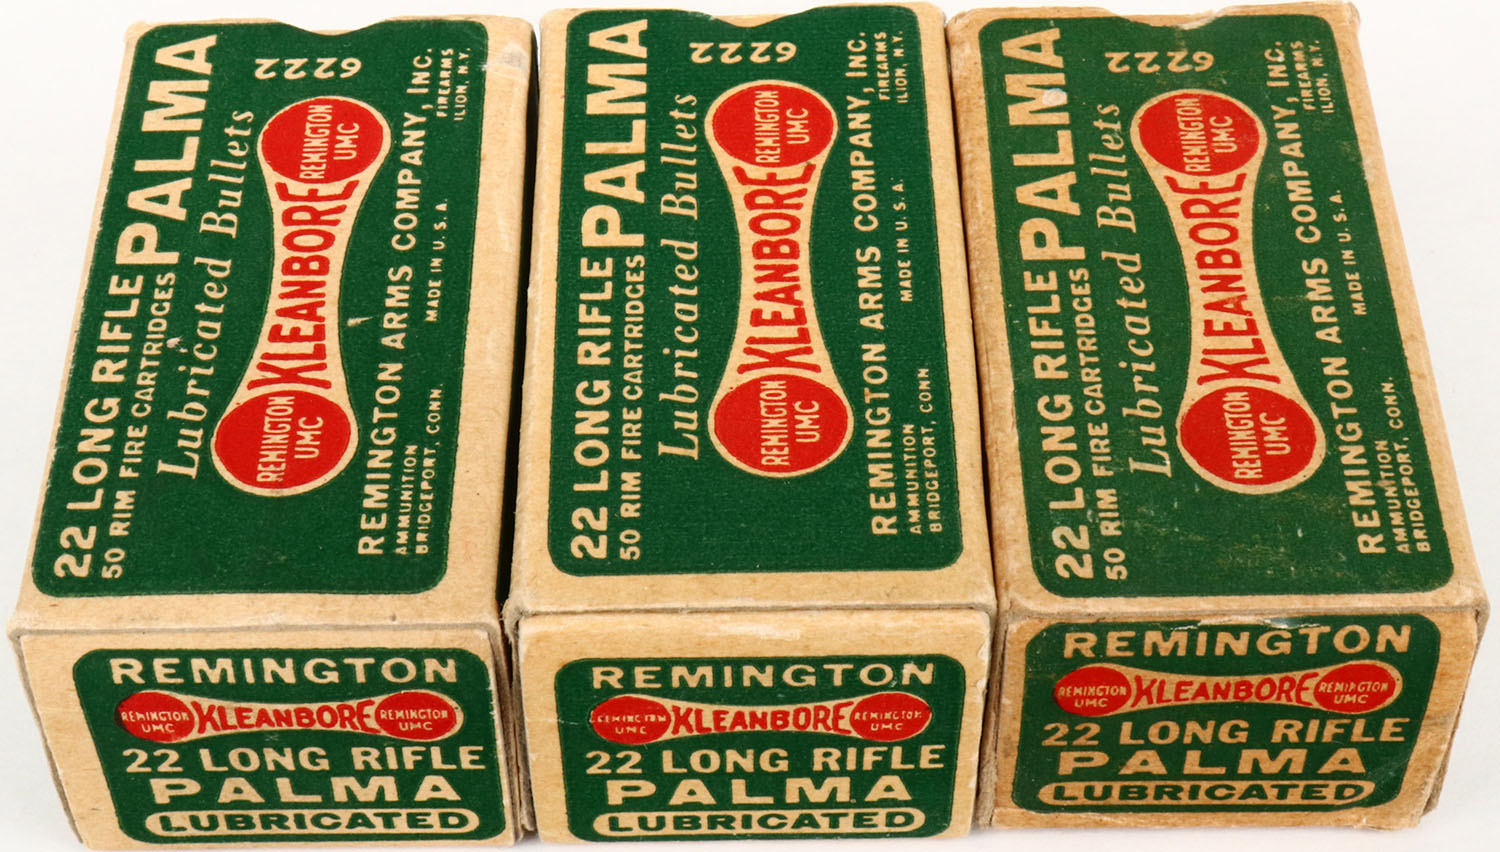 22 LONG RIFLE PALMA
50 RIM FIRE CARTRIDGES
Lubricated Bullets
6222
REMINGTON
UMC
KLEANBORE
REMINGTON
UMC
REMINGTON ARMS COMPANY, INC.
AMMUNITION
BRIDGEPORT, CONN.
MADE IN U.S.A.
FIREARMS
ILION, N.Y.
REMINGTON
REMINGTON
UMC
KLEANBORE
REMINGTON
UMC
22 LONG RIFLE
PALMA
LUBRICATED
22 LONG RIFLE PALMA
50 RIM FIRE CARTRIDGES
Lubricated Bullets
6222
REMINGTON
UMC
KLEANBORE
REMINGTON
UMC
REMINGTON ARMS COMPANY, INC.
AMMUNITION
BRIDGEPORT, CONN.
MADE IN U.S.A.
FIREARMS
ILION, N.Y.
REMINGTON
REMINGTON
UMC
KLEANBORE
REMINGTON
UMC
22 LONG RIFLE
PALMA
LUBRICATED
22 LONG RIFLE PALMA
50 RIM FIRE CARTRIDGES
Lubricated Bullets
6222
REMINGTON
UMC
KLEANBORE
REMINGTON
UMC
REMINGTON ARMS COMPANY, INC.
AMMUNITION
BRIDGEPORT, CONN.
MADE IN U.S.A.
FIREARMS
ILION, N.Y.
REMINGTON
REMINGTON
UMC
KLEANBORE
REMINGTON
UMC
22 LONG RIFLE
PALMA
LUBRICATED